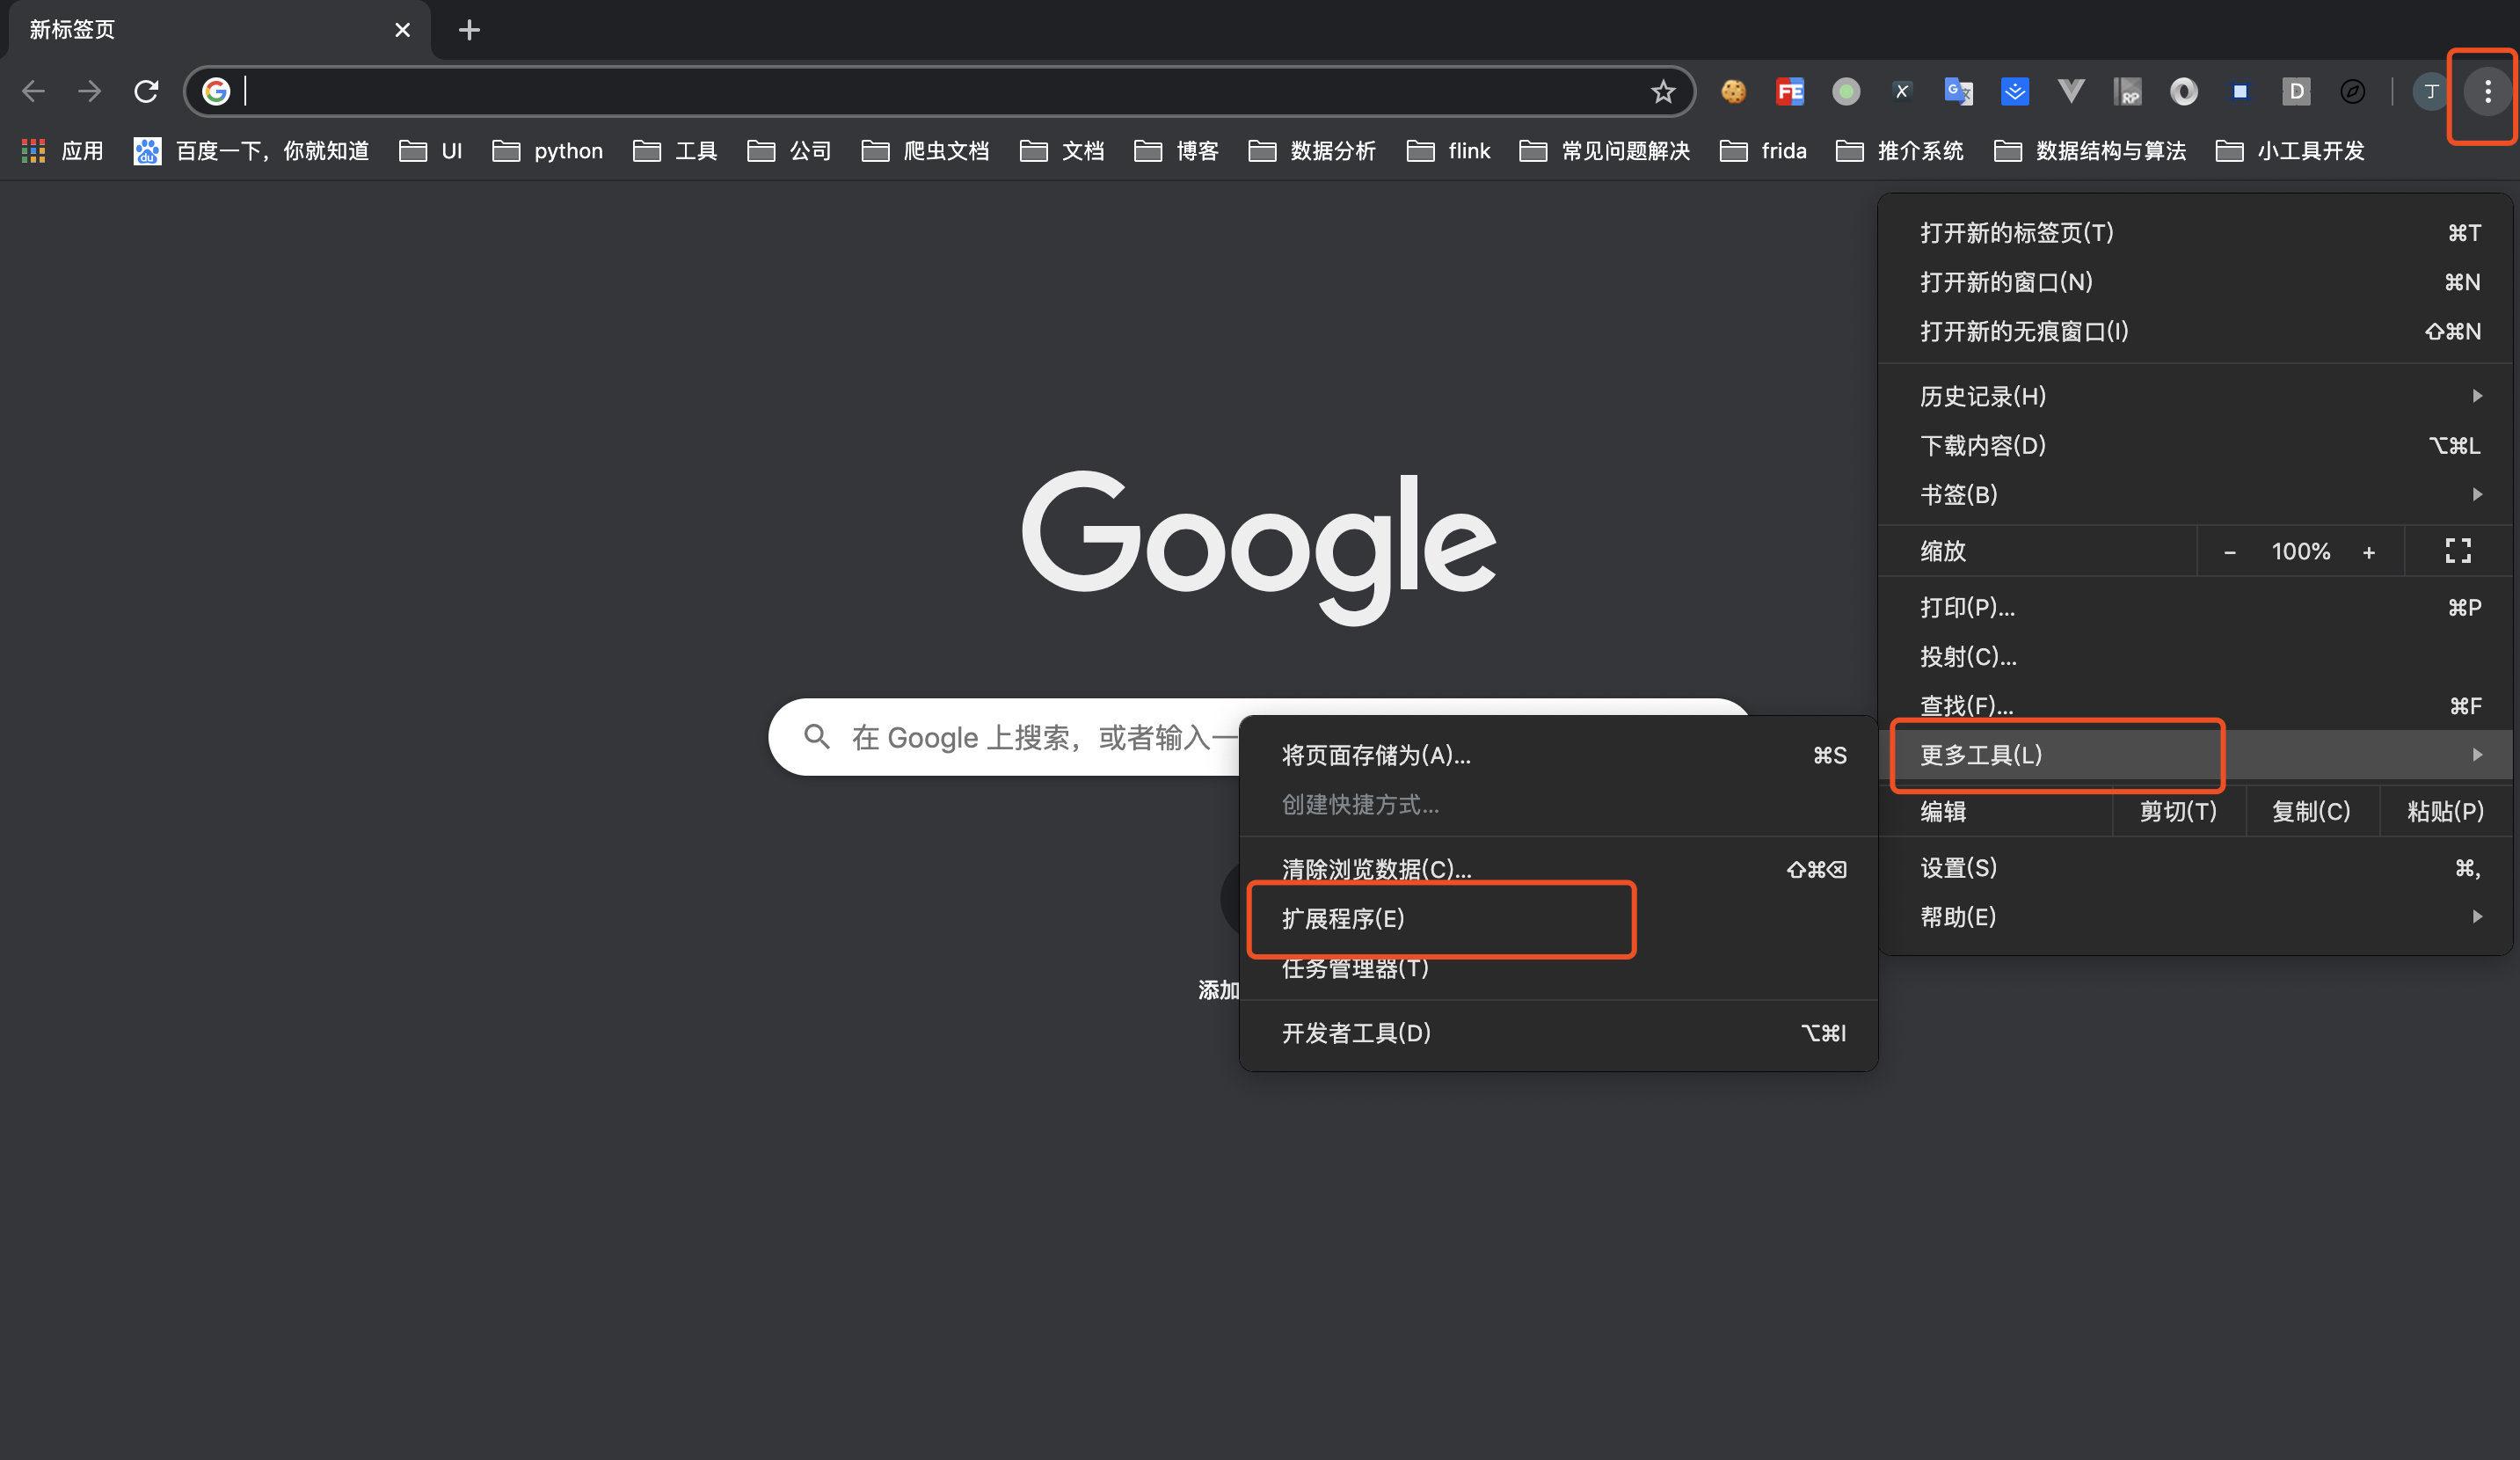 新标签页
应用 百度一下，你就知道 UI python 工具 公司 爬虫文档 文档 博客 数据分析 flink 常见问题解决 frida 推介系统 数据结构与算法 小工具开发
FE
X
G 文
RP
D
丁
du
Google
在 Google 上搜索，或者输入一
添加
打开新的标签页(T) ⌘T
打开新的窗口(N) ⌘N
打开新的无痕窗口(I) ⇧⌘N
历史记录(H)
下载内容(D) ⌥⌘L
书签(B)
缩放 − 100% +
打印(P)... ⌘P
投射(C)...
查找(F)... ⌘F
更多工具(L)
编辑 剪切(T) 复制(C) 粘贴(P)
设置(S) ⌘,
帮助(E)
将页面存储为(A)... ⌘S
创建快捷方式...
清除浏览数据(C)... ⇧⌘⌫
扩展程序(E)
任务管理器(T)
开发者工具(D) ⌥⌘I